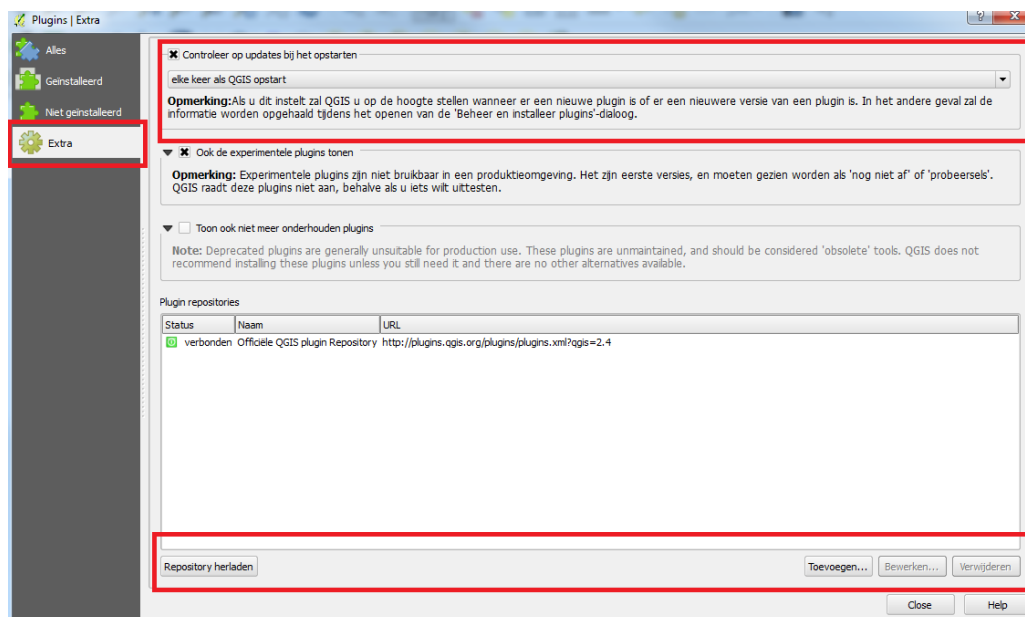 Plugins | Extra
Alles
Geïnstalleerd
Niet geïnstalleerd
Extra
Controleer op updates bij het opstarten
elke keer als QGIS opstart
Opmerking:Als u dit instelt zal QGIS u op de hoogte stellen wanneer er een nieuwe plugin is of er een nieuwere versie van een plugin is. In het andere geval zal de
informatie worden opgehaald tijdens het openen van de 'Beheer en installeer plugins'-dialoog.
Ook de experimentele plugins tonen
Opmerking: Experimentele plugins zijn niet bruikbaar in een produktieomgeving. Het zijn eerste versies, en moeten gezien worden als 'nog niet af' of 'probeersels'.
QGIS raadt deze plugins niet aan, behalve als u iets wilt uittesten.
Toon ook niet meer onderhouden plugins
Note: Deprecated plugins are generally unsuitable for production use. These plugins are unmaintained, and should be considered 'obsolete' tools. QGIS does not
recommend installing these plugins unless you still need it and there are no other alternatives available.
Plugin repositories
Status Naam URL
verbonden Officiële QGIS plugin Repository http://plugins.qgis.org/plugins/plugins.xml?qgis=2.4
Repository herladen Toevoegen... Bewerken... Verwijderen
Close Help